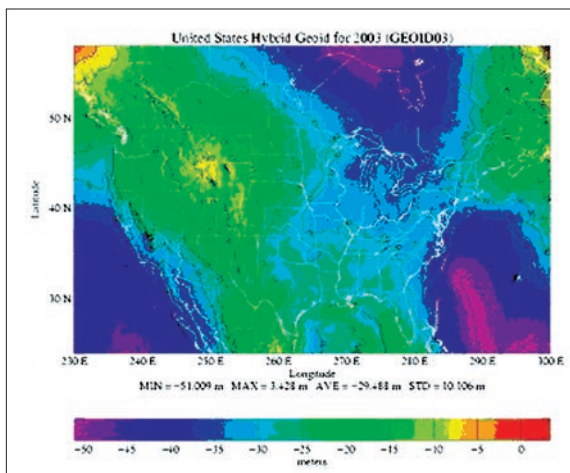 United States Hybrid Geoid for 2003 (GEOID03)
50 N
40 N
30 N
Latitude
230 E 240 E 250 E 260 E 270 E 280 E 290 E 300 E
Longitude
MIN = -51.009 m MAX = 3.428 m AVE = -29.488 m STD = 10.106 m
-50 -45 -40 -35 -30 -25 -20 -15 -10 -5 0
meters